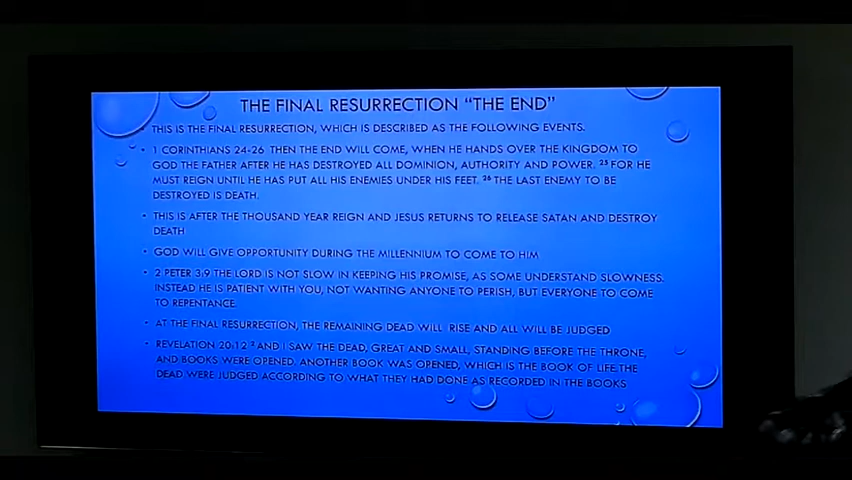 THE FINAL RESURRECTION “THE END”
• THIS IS THE FINAL RESURRECTION, WHICH IS DESCRIBED AS THE FOLLOWING EVENTS.
• 1 CORINTHIANS 24-26 THEN THE END WILL COME, WHEN HE HANDS OVER THE KINGDOM TO
GOD THE FATHER AFTER HE HAS DESTROYED ALL DOMINION, AUTHORITY AND POWER. 25 FOR HE
MUST REIGN UNTIL HE HAS PUT ALL HIS ENEMIES UNDER HIS FEET. 26 THE LAST ENEMY TO BE
DESTROYED IS DEATH.
• THIS IS AFTER THE THOUSAND YEAR REIGN AND JESUS RETURNS TO RELEASE SATAN AND DESTROY
DEATH
• GOD WILL GIVE OPPORTUNITY DURING THE MILLENNIUM TO COME TO HIM
• 2 PETER 3,9 THE LORD IS NOT SLOW IN KEEPING HIS PROMISE, AS SOME UNDERSTAND SLOWNESS.
INSTEAD HE IS PATIENT WITH YOU, NOT WANTING ANYONE TO PERISH, BUT EVERYONE TO COME
TO REPENTANCE.
• AT THE FINAL RESURRECTION, THE REMAINING DEAD WILL RISE AND ALL WILL BE JUDGED
• REVELATION 20:12 2 AND I SAW THE DEAD, GREAT AND SMALL, STANDING BEFORE THE THRONE,
AND BOOKS WERE OPENED. ANOTHER BOOK WAS OPENED, WHICH IS THE BOOK OF LIFE.THE
DEAD WERE JUDGED ACCORDING TO WHAT THEY HAD DONE AS RECORDED IN THE BOOKS